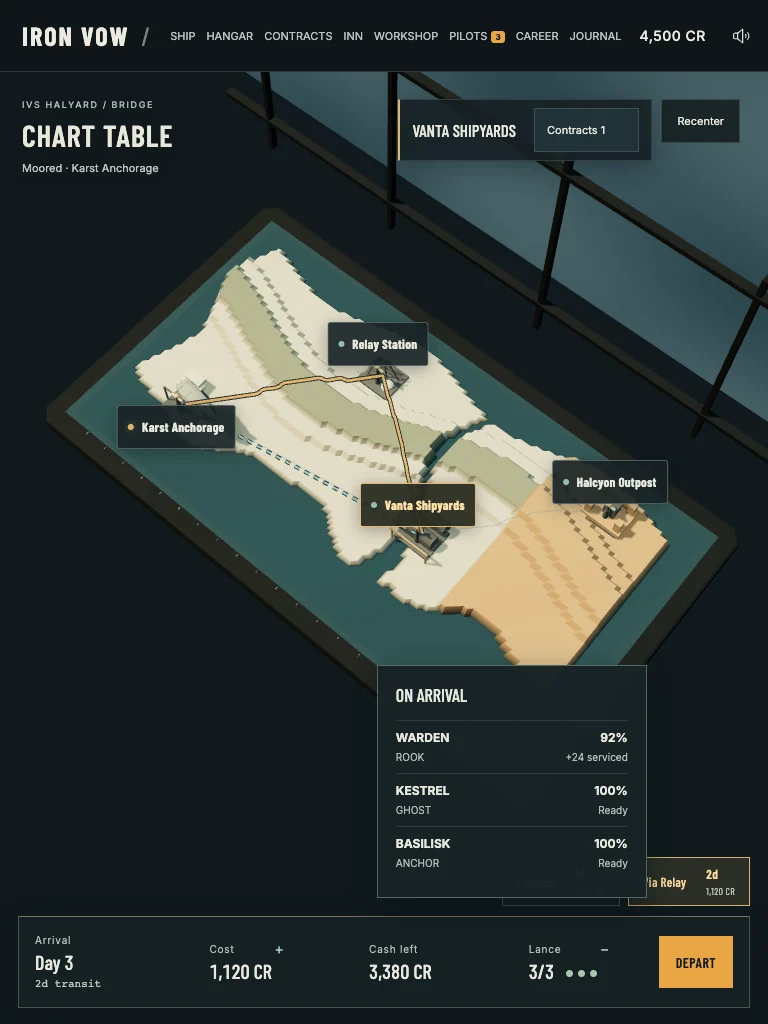 IRON VOW /
SHIP HANGAR CONTRACTS INN WORKSHOP PILOTS 3 CAREER JOURNAL 4,500 CR
IVS HALYARD / BRIDGE
CHART TABLE
Moored · Karst Anchorage
VANTA SHIPYARDS
Contracts 1
Recenter
Relay Station
Karst Anchorage
Halcyon Outpost
Vanta Shipyards
ON ARRIVAL
WARDEN 92%
ROOK +24 serviced
KESTREL 100%
GHOST Ready
BASILISK 100%
ANCHOR Ready
Relay 2d
1,120 CR
Arrival
Day 3
2d transit
Cost +
1,120 CR
Cash left
3,380 CR
Lance −
3/3
DEPART